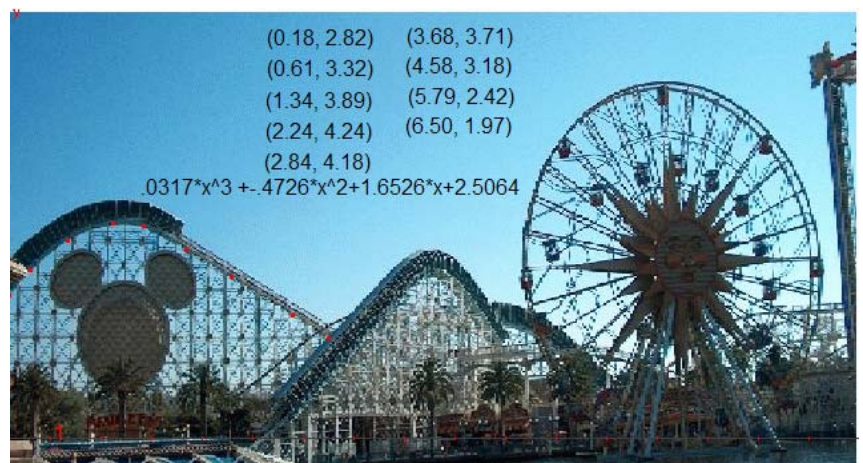 y
(0.18, 2.82) (3.68, 3.71)
(0.61, 3.32) (4.58, 3.18)
(1.34, 3.89) (5.79, 2.42)
(2.24, 4.24) (6.50, 1.97)
(2.84, 4.18)
.0317*x^3 +-.4726*x^2+1.6526*x+2.5064